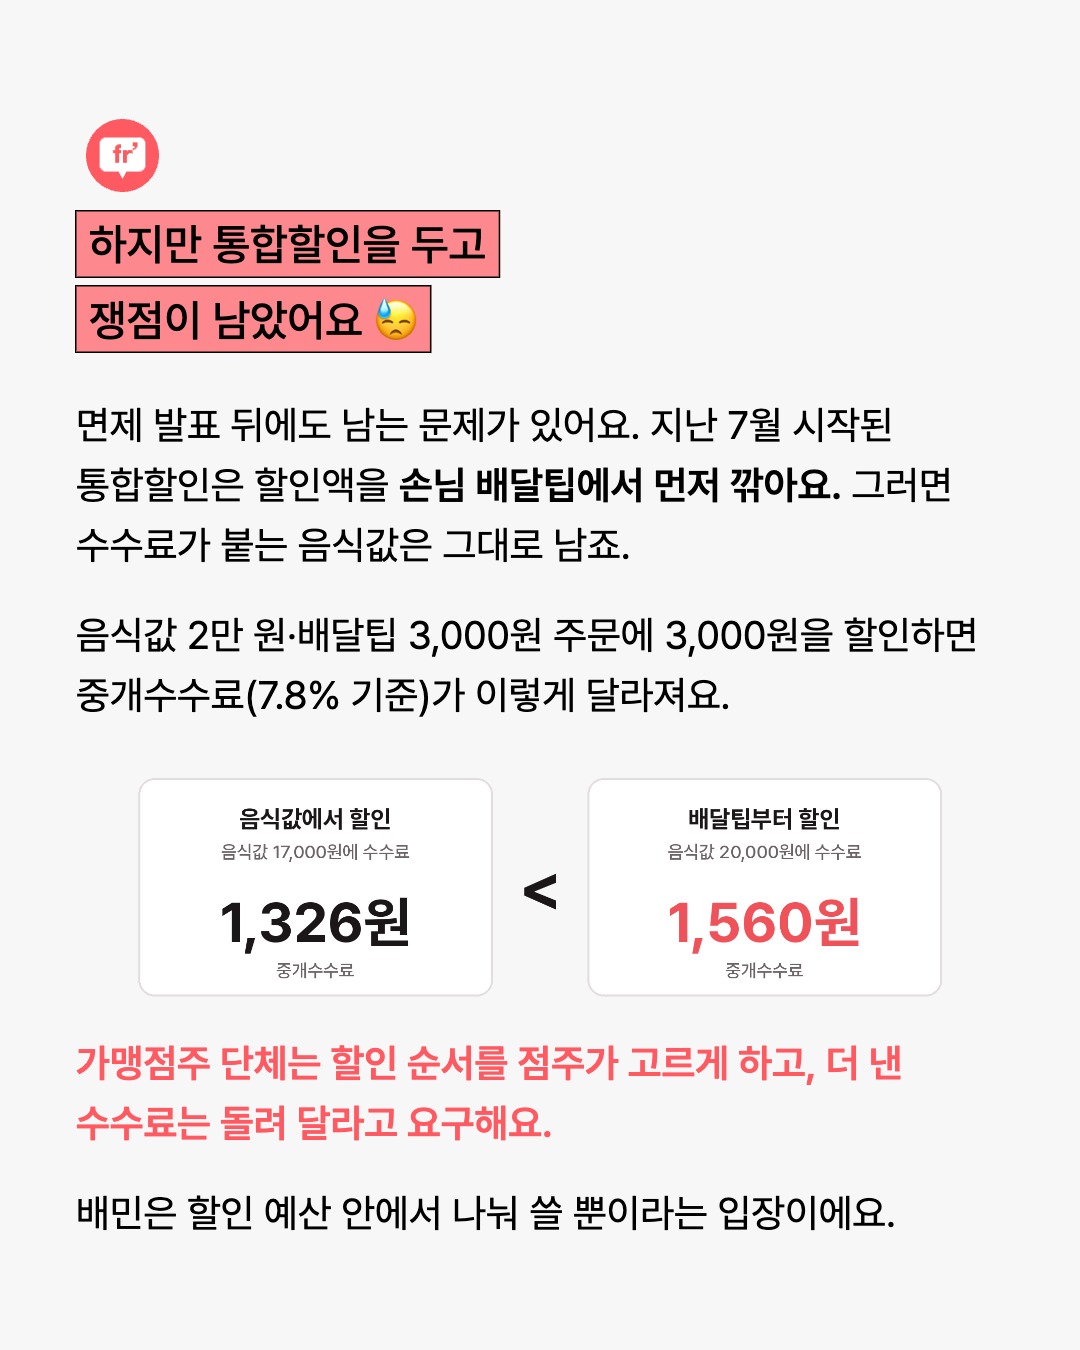 fr’
하지만 통합할인을 두고
쟁점이 남았어요 😓
면제 발표 뒤에도 남는 문제가 있어요. 지난 7월 시작된
통합할인은 할인액을 손님 배달팁에서 먼저 깎아요. 그러면
수수료가 붙는 음식값은 그대로 남죠.
음식값 2만 원·배달팁 3,000원 주문에 3,000원을 할인하면
중개수수료(7.8% 기준)가 이렇게 달라져요.
음식값에서 할인
음식값 17,000원에 수수료
1,326원
중개수수료
<
배달팁부터 할인
음식값 20,000원에 수수료
1,560원
중개수수료
가맹점주 단체는 할인 순서를 점주가 고르게 하고, 더 낸
수수료는 돌려 달라고 요구해요.
배민은 할인 예산 안에서 나눠 쓸 뿐이라는 입장이에요.